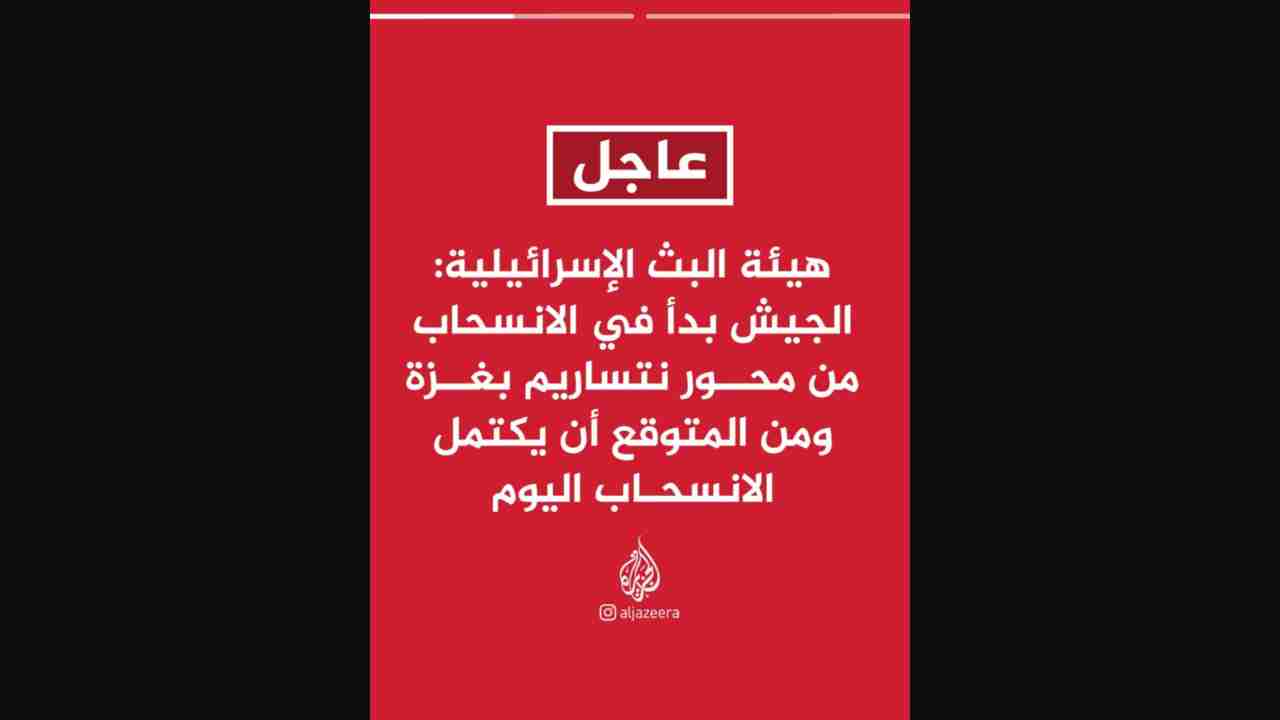 عاجل
هيئة البث الإسرائيلية:
الجيش بدأ في الانسحاب
من محـــور نتساريم بغـــزة
ومن المتوقع أن يكتمل
الانسحـــاب اليوم
الجزيرة
aljazeera